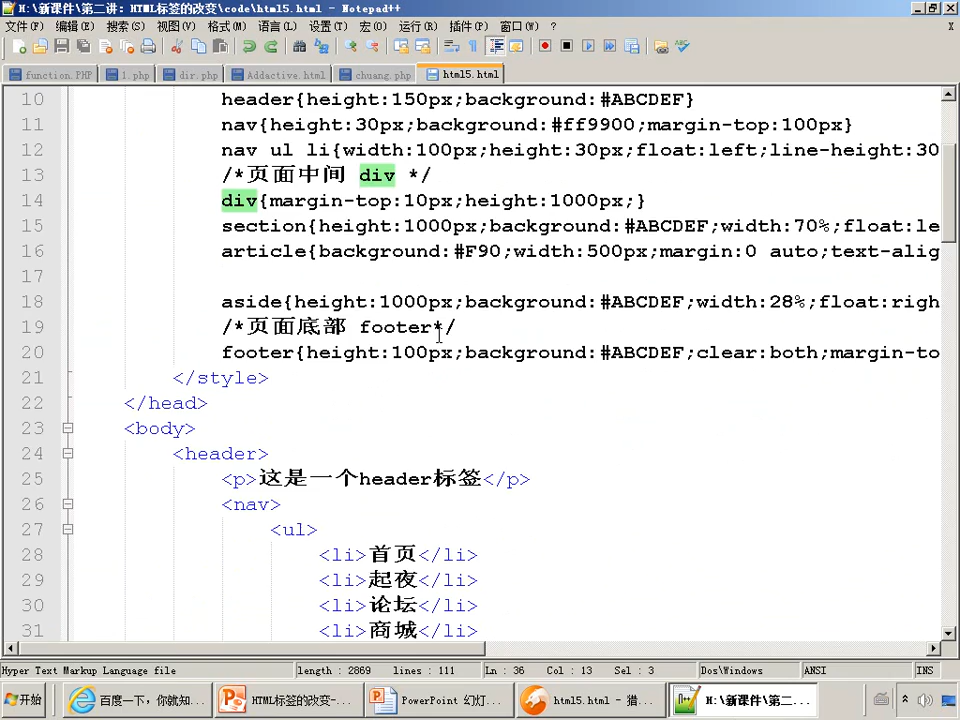 H:\新课件\第二讲：HTML标签的改变\code\html5.html - Notepad++
文件(F) 编辑(E) 搜索(S) 视图(V) 格式(M) 语言(L) 设置(T) 宏(O) 运行(R) 插件(P) 窗口(W) ? X
function.PHP 1.php dir.php Addactive.html chuang.php html5.html
10 header{height:150px;background:#ABCDEF}
11 nav{height:30px;background:#ff9900;margin-top:100px}
12 nav ul li{width:100px;height:30px;float:left;line-height:30
13 /*页面中间 div */
14 div{margin-top:10px;height:1000px;}
15 section{height:1000px;background:#ABCDEF;width:70%;float:le
16 article{background:#F90;width:500px;margin:0 auto;text-alig
17
18 aside{height:1000px;background:#ABCDEF;width:28%;float:righ
19 /*页面底部 footer*/
20 footer{height:100px;background:#ABCDEF;clear:both;margin-to
21 </style>
22 </head>
23 <body>
24 <header>
25 <p>这是一个header标签</p>
26 <nav>
27 <ul>
28 <li>首页</li>
29 <li>起夜</li>
30 <li>论坛</li>
31 <li>商城</li>
Hyper Text Markup Language file length : 2869 lines : 111 Ln : 36 Col : 13 Sel : 3 Dos\Windows ANSI INS
开始 百度一下，你就知... HTML标签的改变-... PowerPoint 幻灯... html5.html - 猎... H:\新课件\第二...